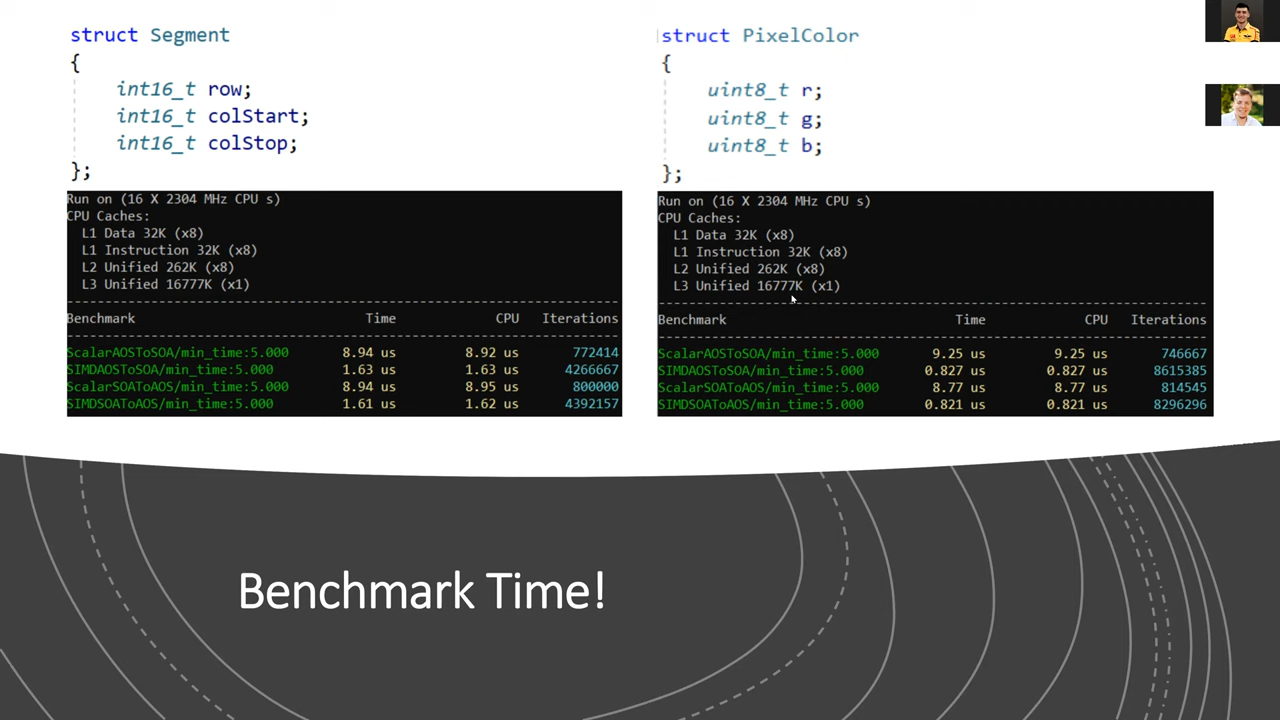 struct Segment
{
int16_t row;
int16_t colStart;
int16_t colStop;
};
Run on (16 X 2304 MHz CPU s)
CPU Caches:
L1 Data 32K (x8)
L1 Instruction 32K (x8)
L2 Unified 262K (x8)
L3 Unified 16777K (x1)
Benchmark Time CPU Iterations
ScalarAOSToSOA/min_time:5.000 8.94 us 8.92 us 772414
SIMDAOSToSOA/min_time:5.000 1.63 us 1.63 us 4266667
ScalarSOAToAOS/min_time:5.000 8.94 us 8.95 us 800000
SIMDSOAToAOS/min_time:5.000 1.61 us 1.62 us 4392157
struct PixelColor
{
uint8_t r;
uint8_t g;
uint8_t b;
};
Run on (16 X 2304 MHz CPU s)
CPU Caches:
L1 Data 32K (x8)
L1 Instruction 32K (x8)
L2 Unified 262K (x8)
L3 Unified 16777K (x1)
Benchmark Time CPU Iterations
ScalarAOSToSOA/min_time:5.000 9.25 us 9.25 us 746667
SIMDAOSToSOA/min_time:5.000 0.827 us 0.827 us 8615385
ScalarSOAToAOS/min_time:5.000 8.77 us 8.77 us 814545
SIMDSOAToAOS/min_time:5.000 0.821 us 0.821 us 8296296
Benchmark Time!